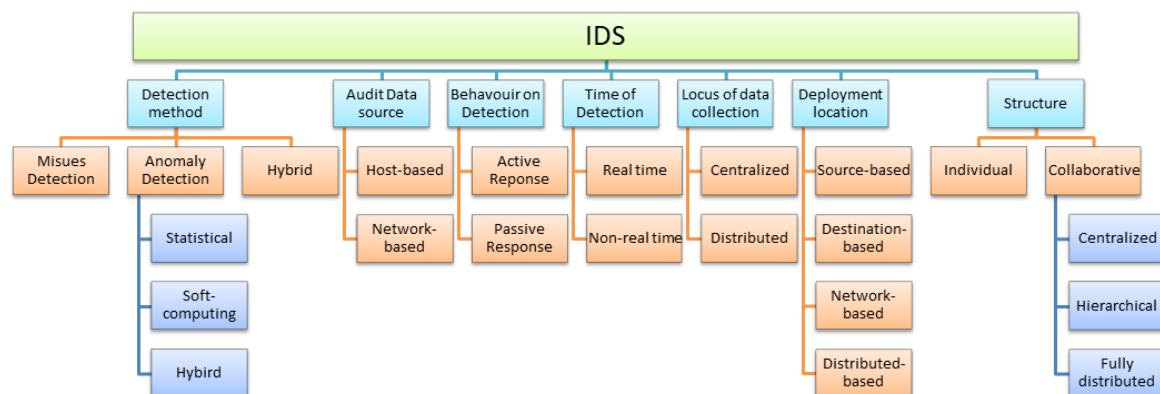 IDS
Detection
method
Audit Data
source
Behavour on
Detection
Time of
Detection
Locus of data
collection
Deployment
location
Structure
Misues
Detection
Anomaly
Detection
Hybrid
Host-based
Active
Reponse
Real time
Centralized
Source-based
Individual
Collaborative
Statistical
Network-
based
Passive
Response
Non-real time
Distributed
Destination-
based
Centralized
Soft-
computing
Network-
based
Hierarchical
Hybird
Distributed-
based
Fully
distributed